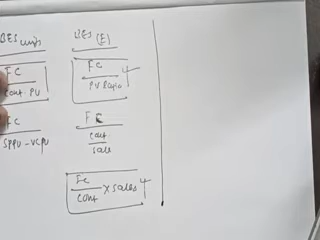 BES units
FC
Cont. PU
FC
SPPU - VCPU
BES (₹)
FC
PV Ratio
FC
Cont
Sale
FC
Cont
× Sales